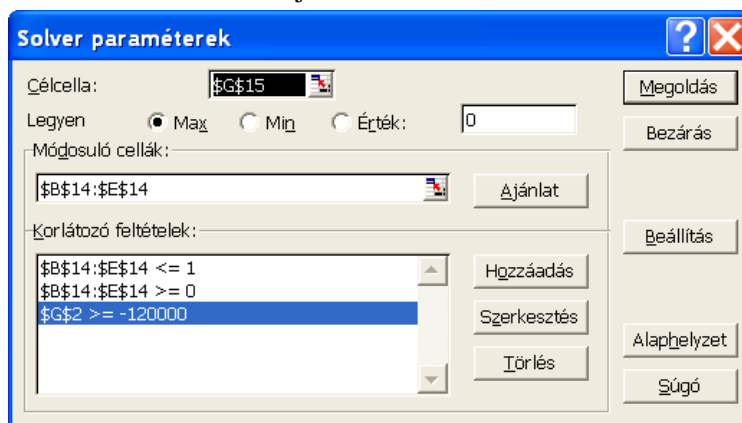 Solver paraméterek
Célcella: $G$15 Megoldás
Legyen Max Min Érték: 0 Bezárás
Módosuló cellák:
$B$14:$E$14 Ajánlat
Korlátozó feltételek: Beállítás
$B$14:$E$14 <= 1 Hozzáadás
$B$14:$E$14 >= 0
$G$2 >= -120000 Szerkesztés
Alaphelyzet
Törlés
Súgó